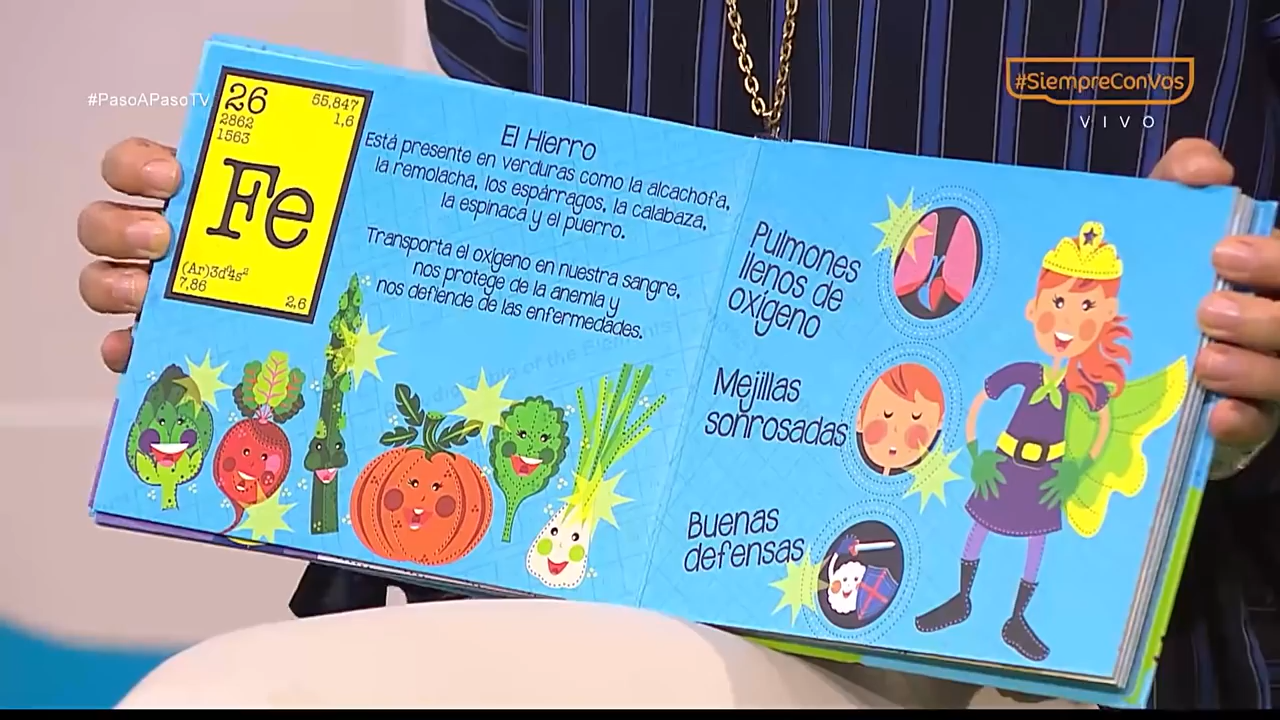 #PasoAPasoTV
#SiempreConVos
VIVO
26
2862
1563
55,847
1,6
Fe
(Ar)3d⁶4s²
7,86
2,6
El Hierro
Está presente en verduras como la alcachofa,
la remolacha, los espárragos, la calabaza,
la espinaca y el puerro.
Transporta el oxígeno en nuestra sangre,
nos protege de la anemia y
nos defiende de las enfermedades.
Pulmones
llenos de
oxígeno
Mejillas
sonrosadas
Buenas
defensas